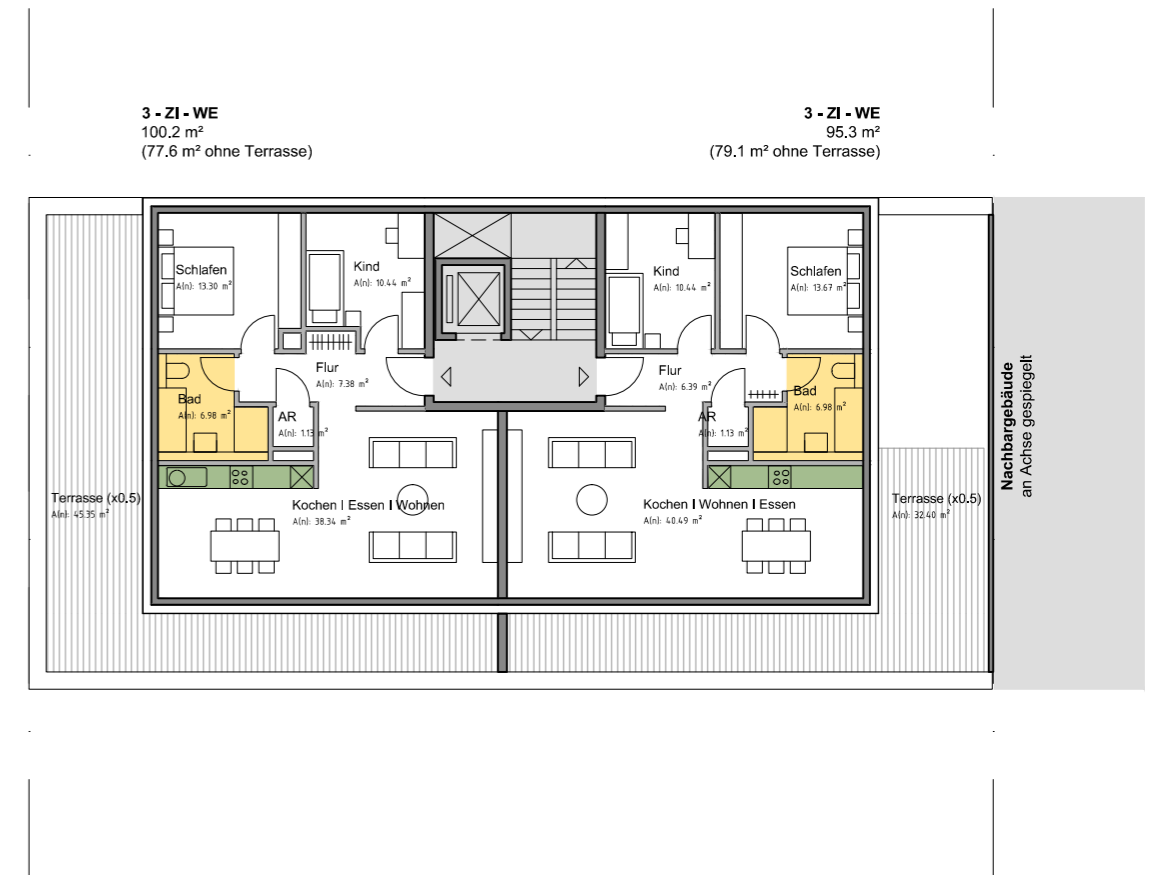 3 - ZI - WE
100.2 m²
(77.6 m² ohne Terrasse)
3 - ZI - WE
95.3 m²
(79.1 m² ohne Terrasse)
Schlafen
A(n): 13.30 m²
Kind
A(n): 10.44 m²
Kind
A(n): 10.44 m²
Schlafen
A(n): 13.67 m²
Flur
A(n): 7.38 m²
Flur
A(n): 6.39 m²
Bad
A(n): 6.98 m²
AR
A(n): 1.13 m²
AR
A(n): 1.13 m²
Bad
A(n): 6.98 m²
Terrasse (x0.5)
A(n): 45.35 m²
Kochen I Essen I Wohnen
A(n): 38.34 m²
Kochen I Wohnen I Essen
A(n): 40.49 m²
Terrasse (x0.5)
A(n): 32.40 m²
Nachbargebäude
an Achse gespiegelt